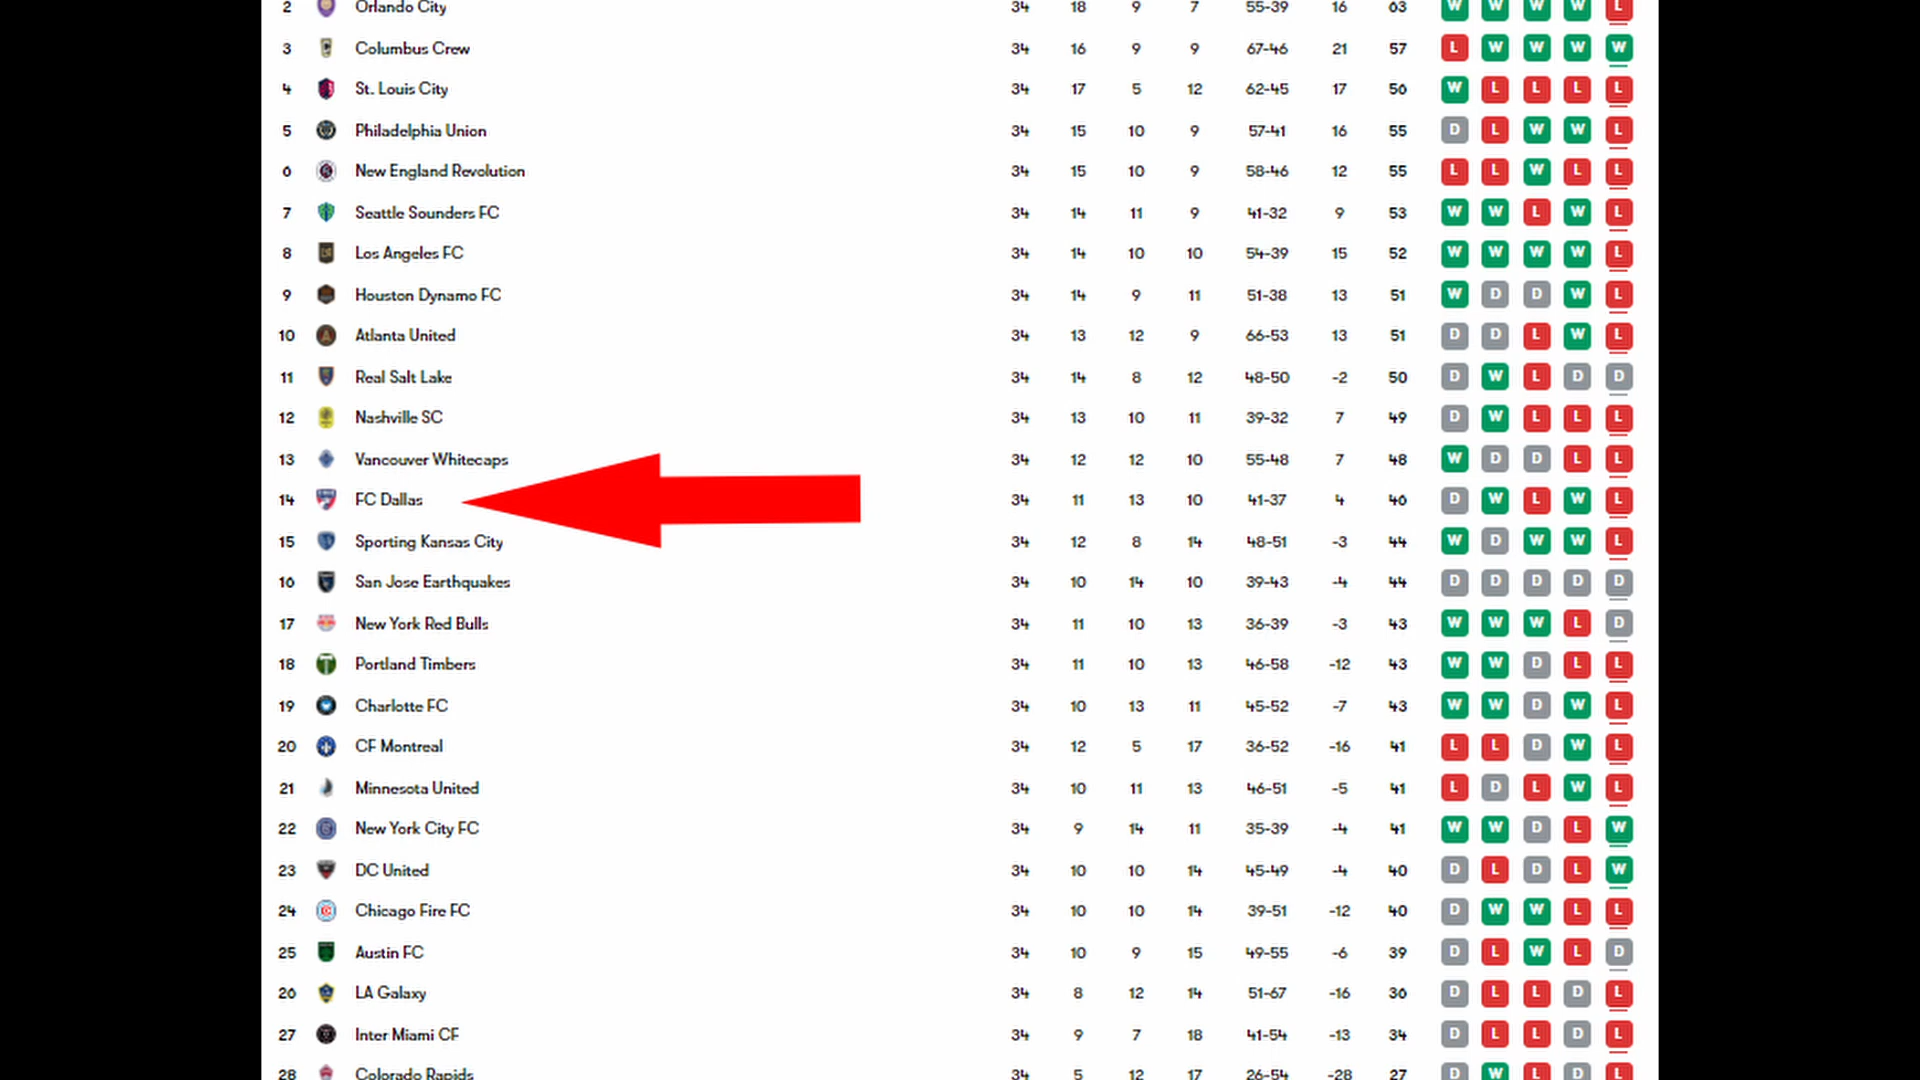 2 Orlando City 34 18 9 7 55-39 16 63 W W W W L
3 Columbus Crew 34 16 9 9 67-46 21 57 L W W W W
4 St. Louis City 34 17 5 12 62-45 17 56 W L L L L
5 Philadelphia Union 34 15 10 9 57-41 16 55 D L W W L
6 New England Revolution 34 15 10 9 58-46 12 55 L L W L L
7 Seattle Sounders FC 34 14 11 9 41-32 9 53 W W L W L
8 Los Angeles FC 34 14 10 10 54-39 15 52 W W W W L
9 Houston Dynamo FC 34 14 9 11 51-38 13 51 W D D W L
10 Atlanta United 34 13 12 9 66-53 13 51 D D L W L
11 Real Salt Lake 34 14 8 12 48-50 -2 50 D W L D D
12 Nashville SC 34 13 10 11 39-32 7 49 D W L L L
13 Vancouver Whitecaps 34 12 12 10 55-48 7 48 W D D L L
14 FC Dallas 34 11 13 10 41-37 4 46 D W L W L
15 Sporting Kansas City 34 12 8 14 48-51 -3 44 W D W W L
16 San Jose Earthquakes 34 10 14 10 39-43 -4 44 D D D D D
17 New York Red Bulls 34 11 10 13 36-39 -3 43 W W W L D
18 Portland Timbers 34 11 10 13 46-58 -12 43 W W D L L
19 Charlotte FC 34 10 13 11 45-52 -7 43 W W D W L
20 CF Montreal 34 12 5 17 36-52 -16 41 L L D W L
21 Minnesota United 34 10 11 13 46-51 -5 41 L D L W L
22 New York City FC 34 9 14 11 35-39 -4 41 W W D L W
23 DC United 34 10 10 14 45-49 -4 40 D L D L W
24 Chicago Fire FC 34 10 10 14 39-51 -12 40 D W W L L
25 Austin FC 34 10 9 15 49-55 -6 39 D L W L D
26 LA Galaxy 34 8 12 14 51-67 -16 36 D L L D L
27 Inter Miami CF 34 9 7 18 41-54 -13 34 D L L D L
28 Colorado Rapids 34 5 12 17 26-54 -28 27 D W L D L